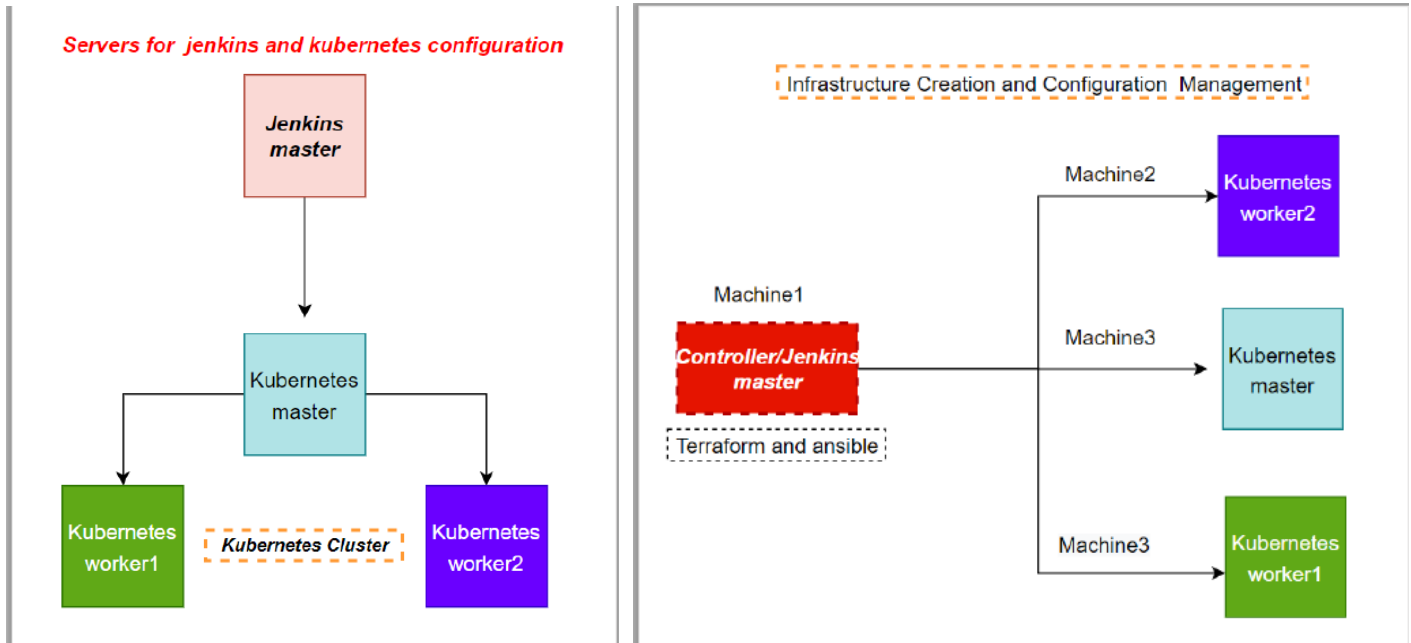 Servers for jenkins and kubernetes configuration
Jenkins
master
Kubernetes
master
Kubernetes
worker1
Kubernetes Cluster
Kubernetes
worker2
Infrastructure Creation and Configuration Management
Machine2
Kubernetes
worker2
Machine1
Controller/Jenkins
master
Terraform and ansible
Machine3
Kubernetes
master
Machine3
Kubernetes
worker1